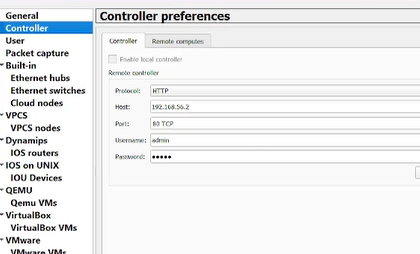 General
Controller
User
Packet capture
Built-in
Ethernet hubs
Ethernet switches
Cloud nodes
VPCS
VPCS nodes
Dynamips
IOS routers
IOS on UNIX
IOU Devices
QEMU
Qemu VMs
VirtualBox
VirtualBox VMs
VMware
VMware VMs
Controller preferences
Controller Remote computes
Enable local controller
Remote controller
Protocol: HTTP
Host: 192.168.56.2
Port: 80 TCP
Username: admin
Password: •••••